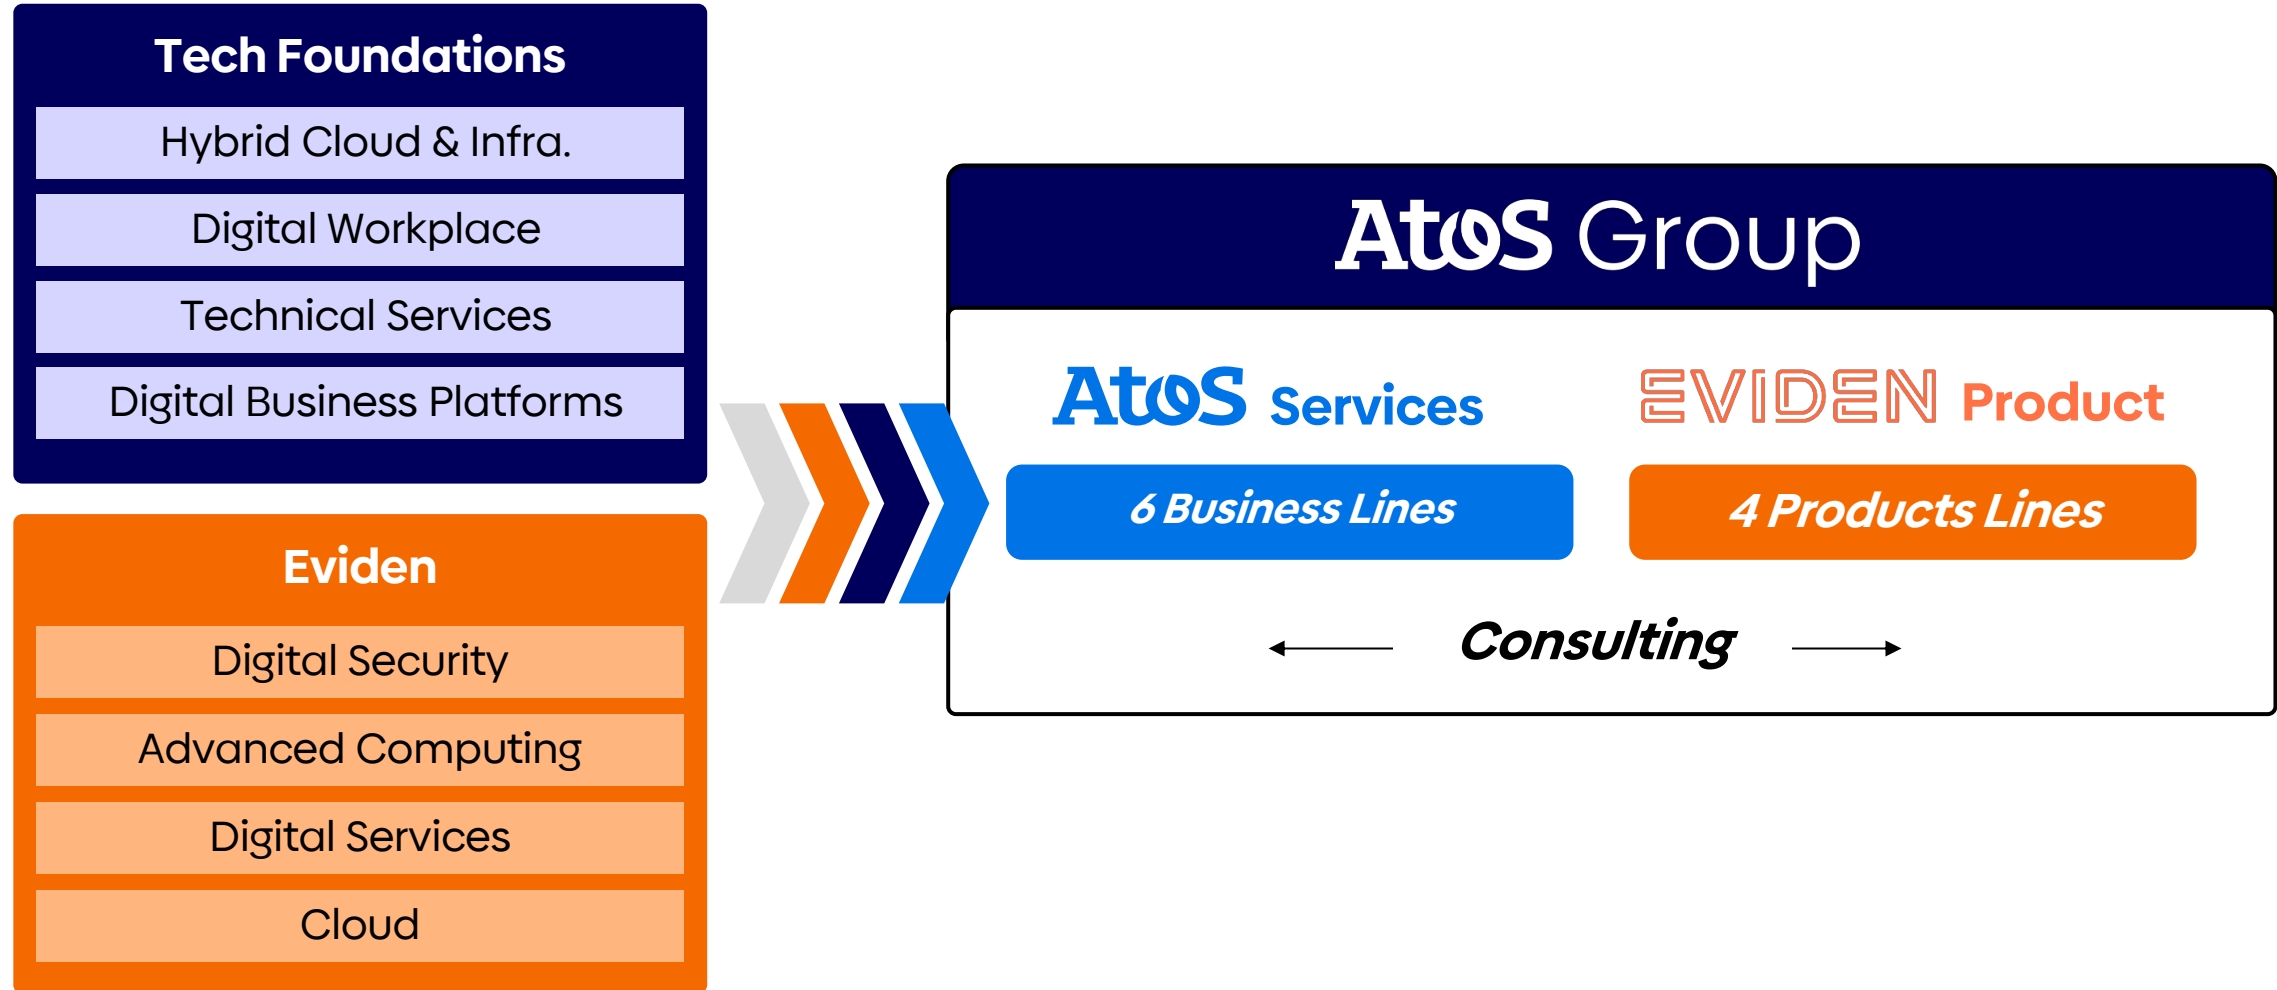 Tech Foundations
Hybrid Cloud & Infra.
Digital Workplace
Technical Services
Digital Business Platforms
Eviden
Digital Security
Advanced Computing
Digital Services
Cloud
Atos Group
Atos Services
EVIDEN Product
6 Business Lines
4 Products Lines
Consulting